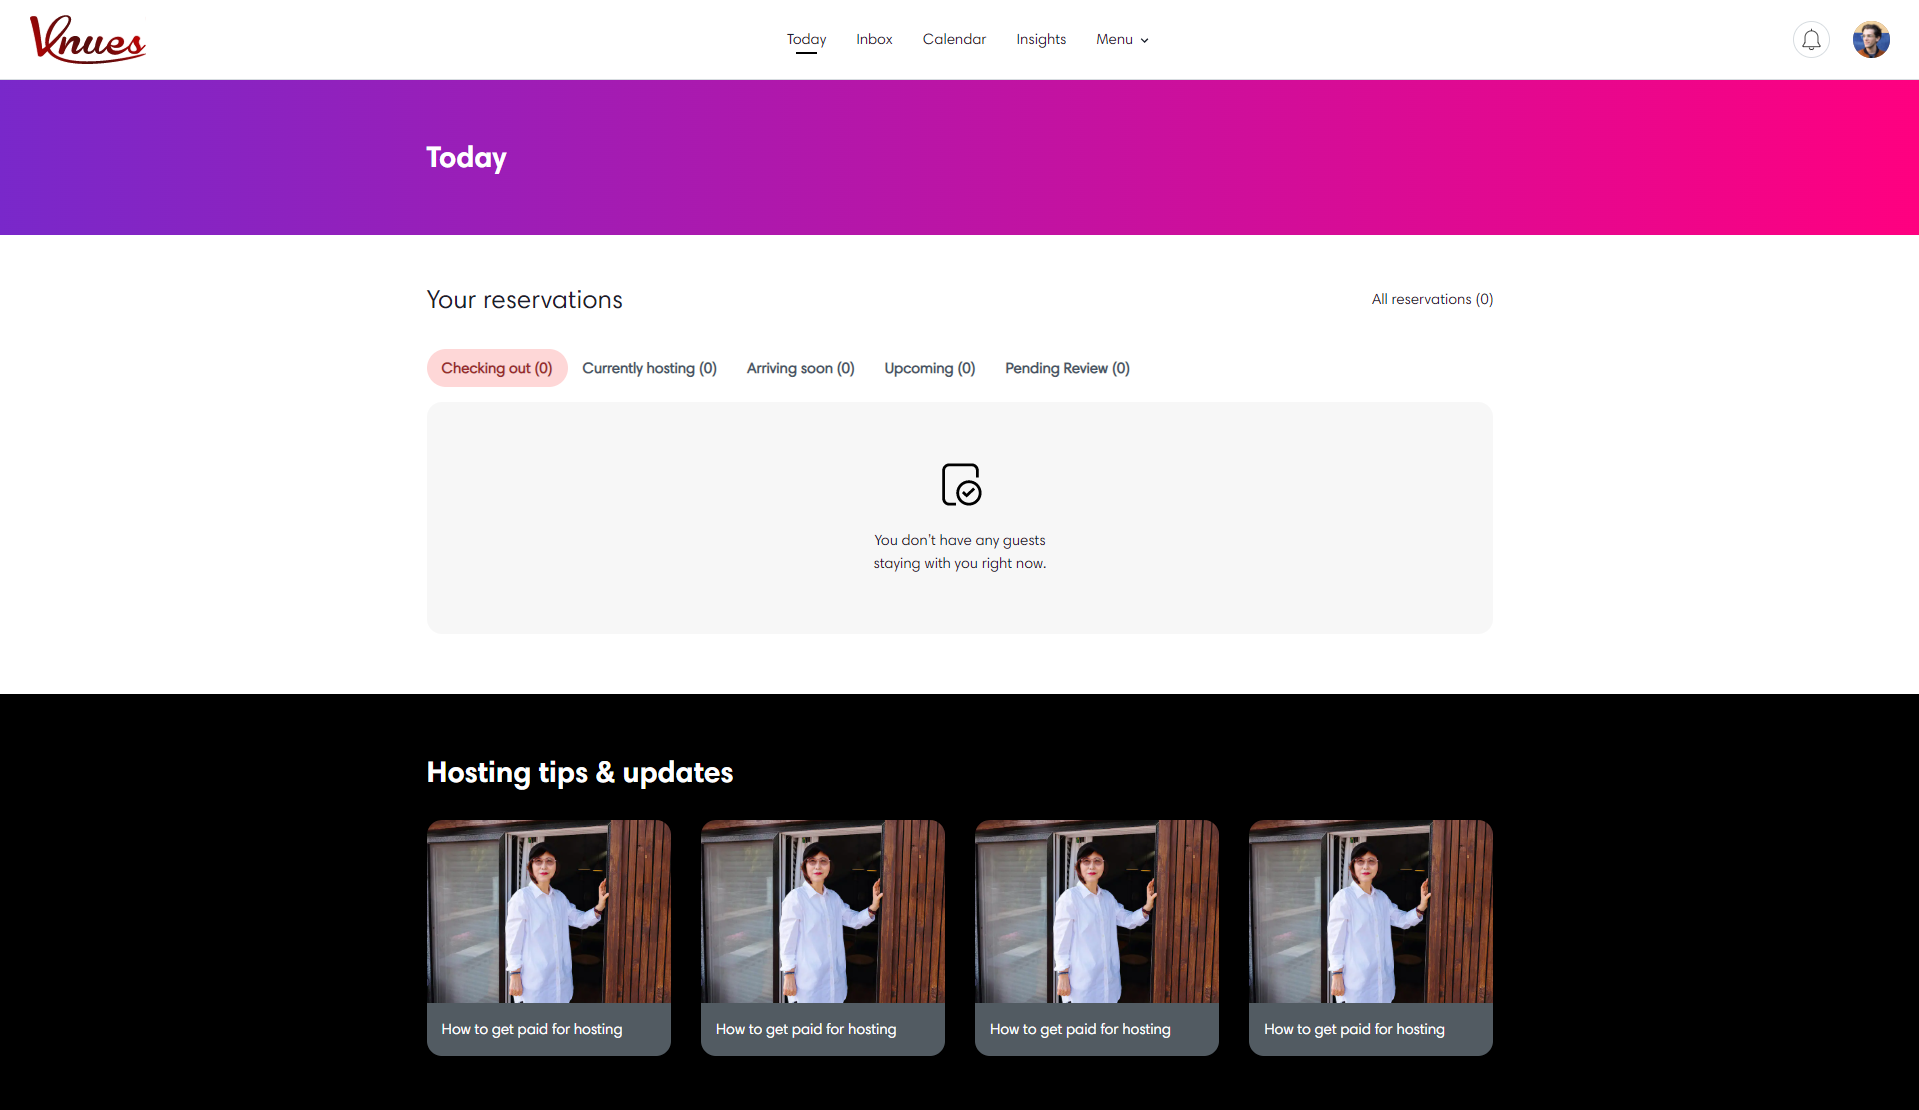 Vnues
Today
Inbox
Calendar
Insights
Menu
Today
Your reservations
All reservations (0)
Checking out (0)
Currently hosting (0)
Arriving soon (0)
Upcoming (0)
Pending Review (0)
You don't have any guests
staying with you right now.
Hosting tips & updates
How to get paid for hosting
How to get paid for hosting
How to get paid for hosting
How to get paid for hosting